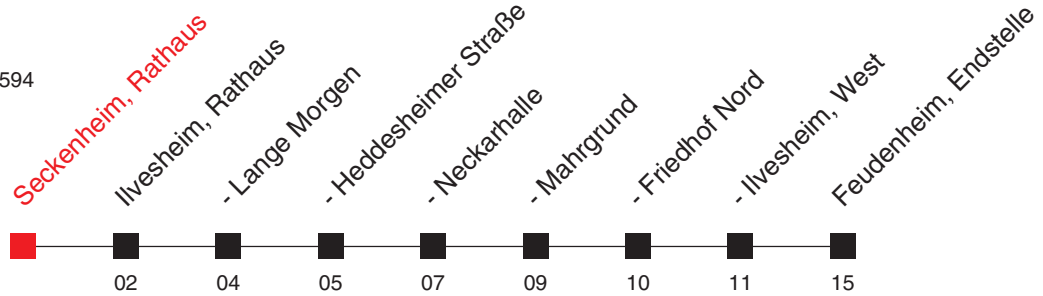 594
Seckenheim, Rathaus
Ilvesheim, Rathaus
- Lange Morgen
- Heddesheimer Straße
- Neckarhalle
- Mahrgrund
- Friedhof Nord
- Ilvesheim, West
Feudenheim, Endstelle
02 04 05 07 09 10 11 15